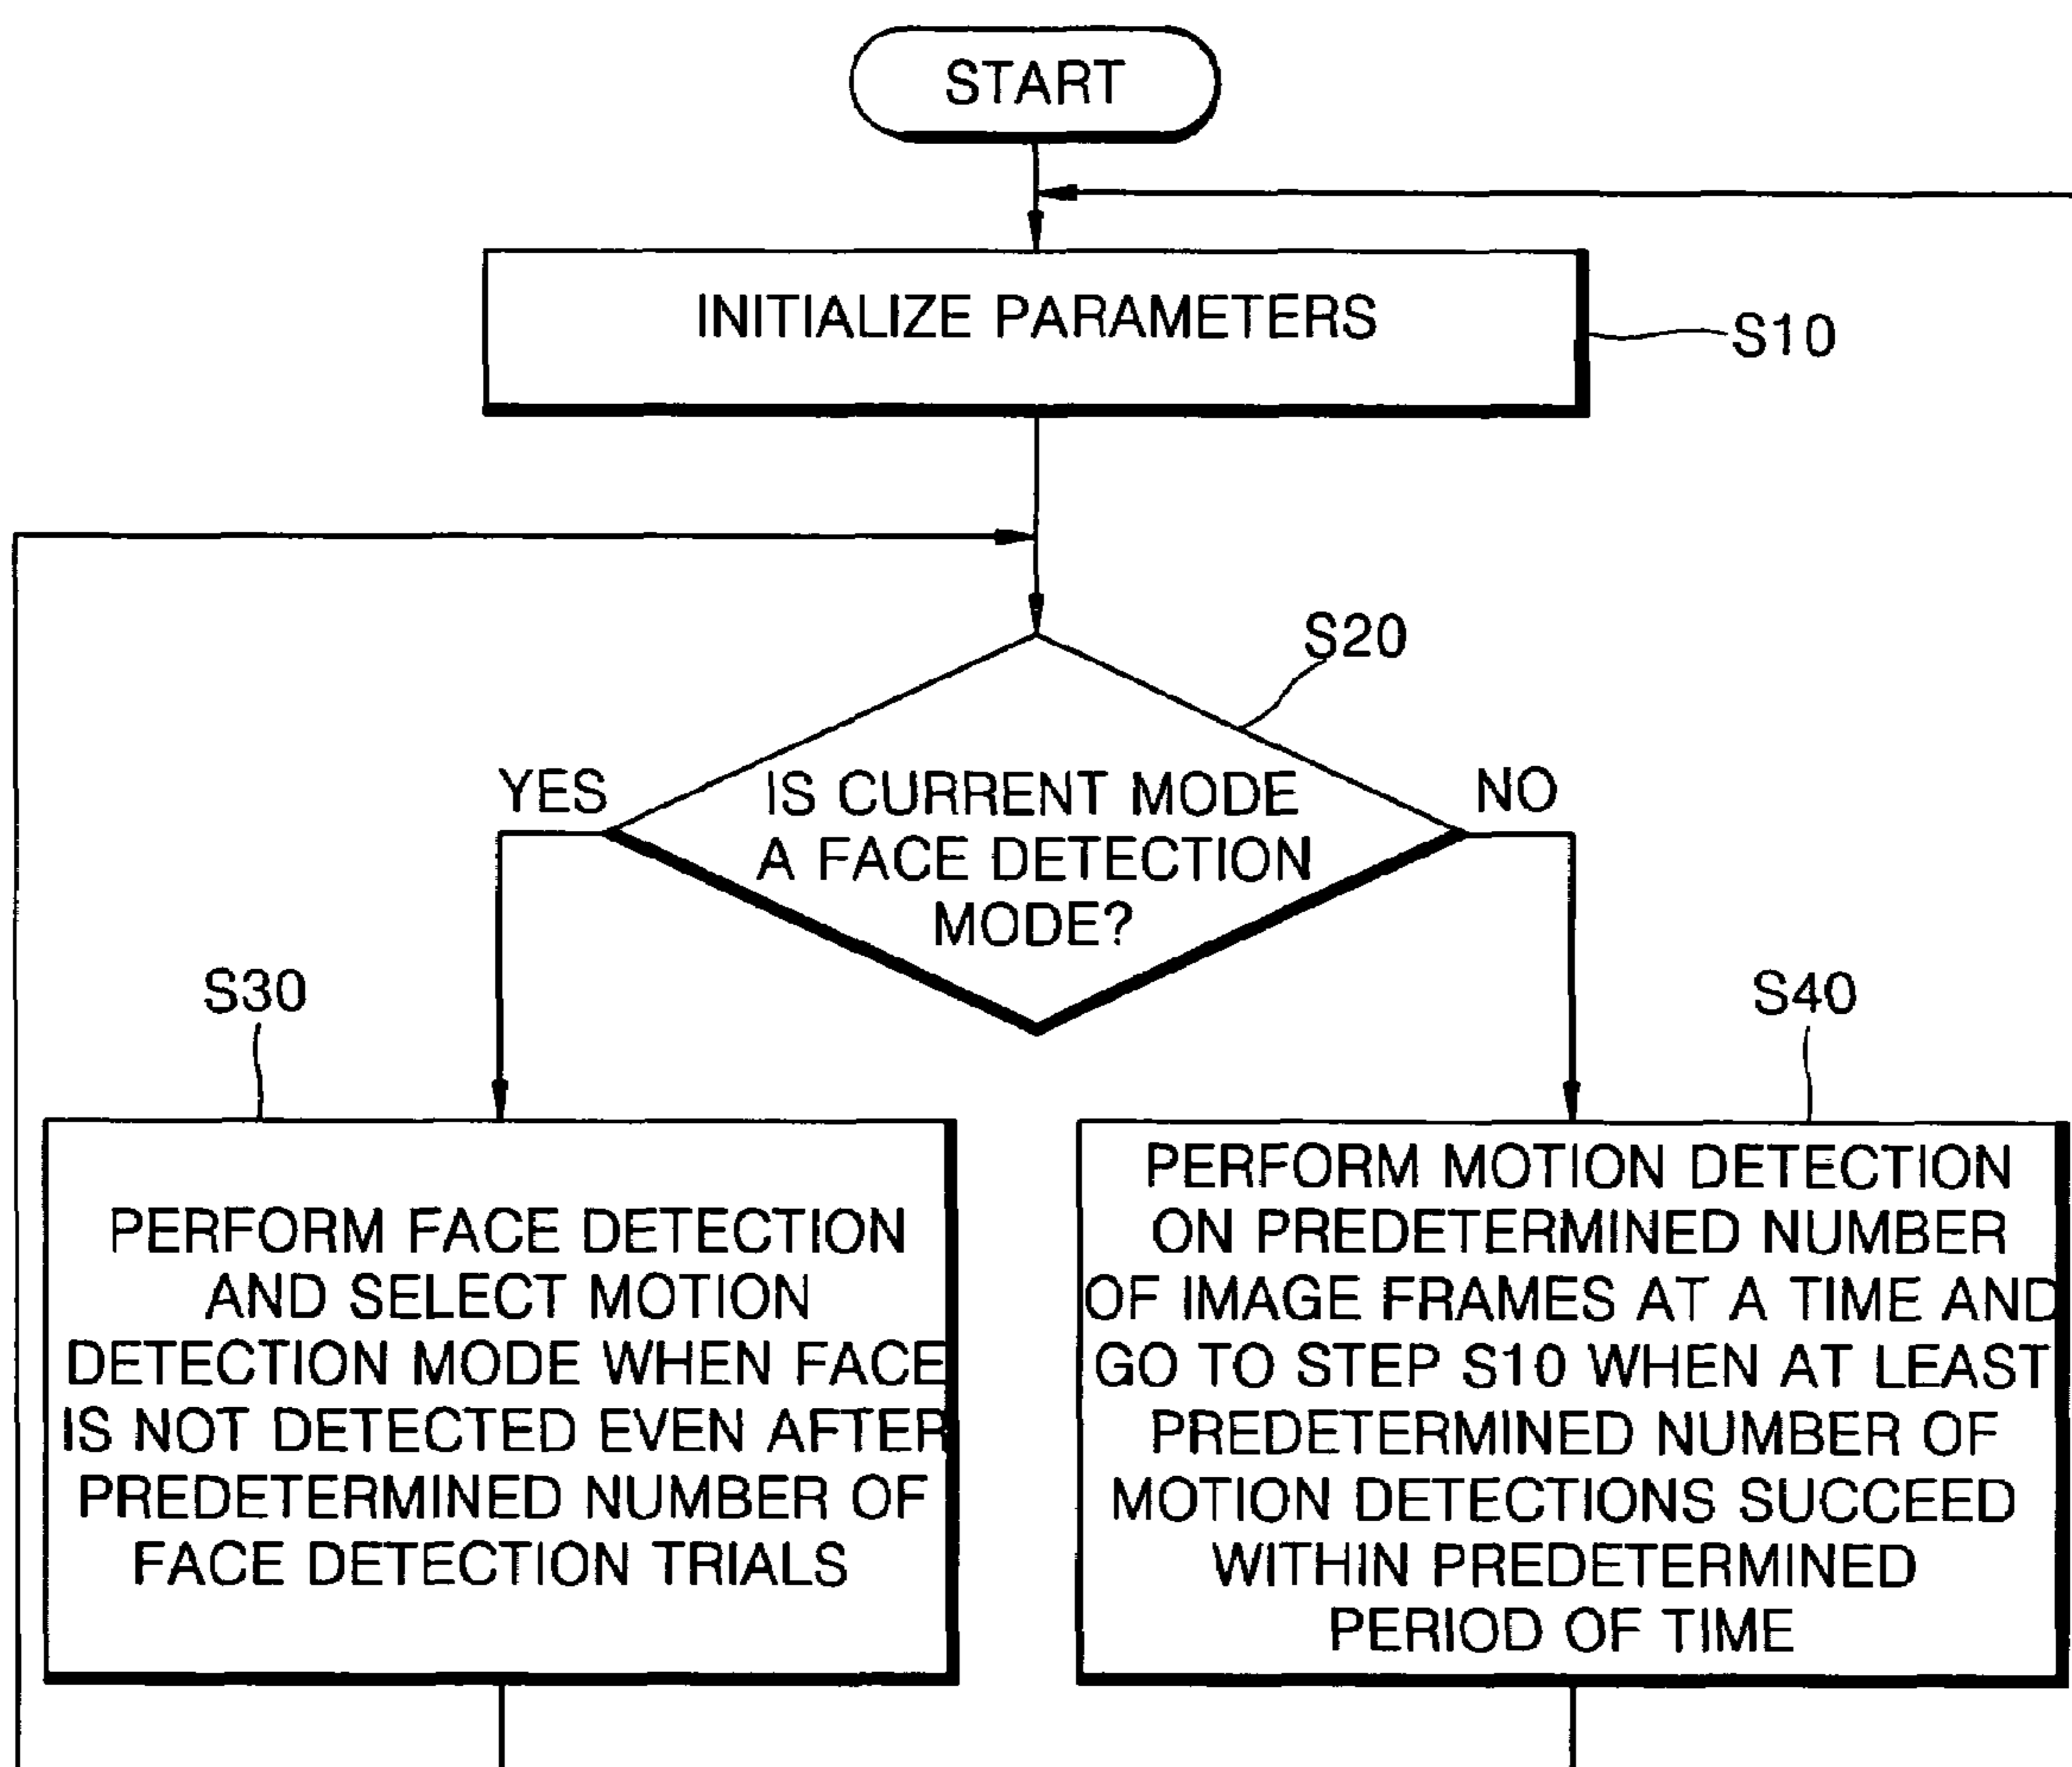 START
INITIALIZE PARAMETERS
S10
S20
YES
IS CURRENT MODE
A FACE DETECTION
MODE?
NO
S30
PERFORM FACE DETECTION
AND SELECT MOTION
DETECTION MODE WHEN FACE
IS NOT DETECTED EVEN AFTER
PREDETERMINED NUMBER OF
FACE DETECTION TRIALS
S40
PERFORM MOTION DETECTION
ON PREDETERMINED NUMBER
OF IMAGE FRAMES AT A TIME AND
GO TO STEP S10 WHEN AT LEAST
PREDETERMINED NUMBER OF
MOTION DETECTIONS SUCCEED
WITHIN PREDETERMINED
PERIOD OF TIME